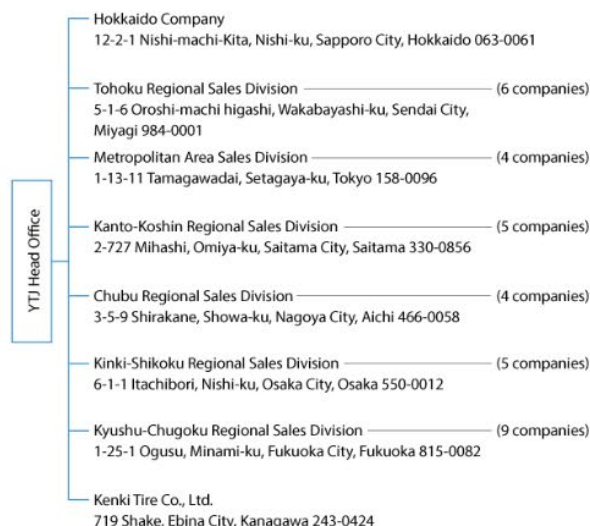 YTJ Head Office
Hokkaido Company
12-2-1 Nishi-machi-Kita, Nishi-ku, Sapporo City, Hokkaido 063-0061
Tohoku Regional Sales Division (6 companies)
5-1-6 Oroshi-machi higashi, Wakabayashi-ku, Sendai City,
Miyagi 984-0001
Metropolitan Area Sales Division (4 companies)
1-13-11 Tamagawadai, Setagaya-ku, Tokyo 158-0096
Kanto-Koshin Regional Sales Division (5 companies)
2-727 Mihashi, Omiya-ku, Saitama City, Saitama 330-0856
Chubu Regional Sales Division (4 companies)
3-5-9 Shirakane, Showa-ku, Nagoya City, Aichi 466-0058
Kinki-Shikoku Regional Sales Division (5 companies)
6-1-1 Itachibori, Nishi-ku, Osaka City, Osaka 550-0012
Kyushu-Chugoku Regional Sales Division (9 companies)
1-25-1 Ogusu, Minami-ku, Fukuoka City, Fukuoka 815-0082
Kenki Tire Co., Ltd.
719 Shake, Ebina City, Kanagawa 243-0424